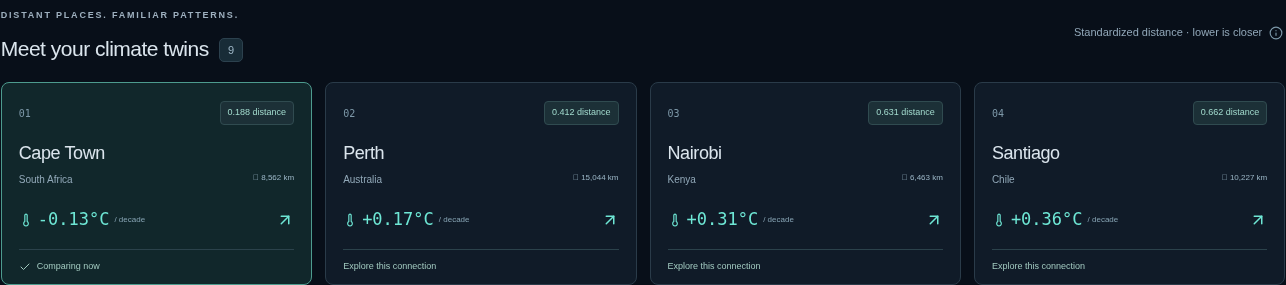 DISTANT PLACES. FAMILIAR PATTERNS.
Meet your climate twins 9
Standardized distance · lower is closer
01 0.188 distance
Cape Town
South Africa 8,562 km
-0.13°C / decade
Comparing now
02 0.412 distance
Perth
Australia 15,044 km
+0.17°C / decade
Explore this connection
03 0.631 distance
Nairobi
Kenya 6,463 km
+0.31°C / decade
Explore this connection
04 0.662 distance
Santiago
Chile 10,227 km
+0.36°C / decade
Explore this connection